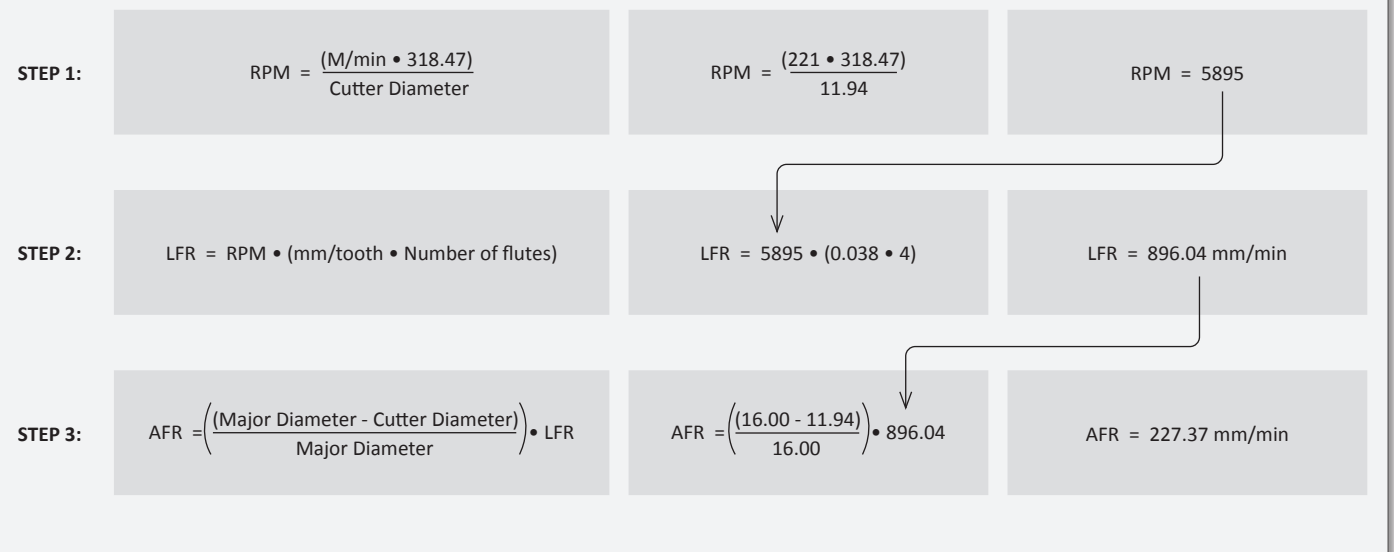 STEP 1:
RPM = (M/min • 318.47)
Cutter Diameter
RPM = (221 • 318.47)
11.94
RPM = 5895
STEP 2:
LFR = RPM • (mm/tooth • Number of flutes)
LFR = 5895 • (0.038 • 4)
LFR = 896.04 mm/min
STEP 3:
AFR = ((Major Diameter - Cutter Diameter)) • LFR
Major Diameter
AFR = ((16.00 - 11.94)) • 896.04
16.00
AFR = 227.37 mm/min